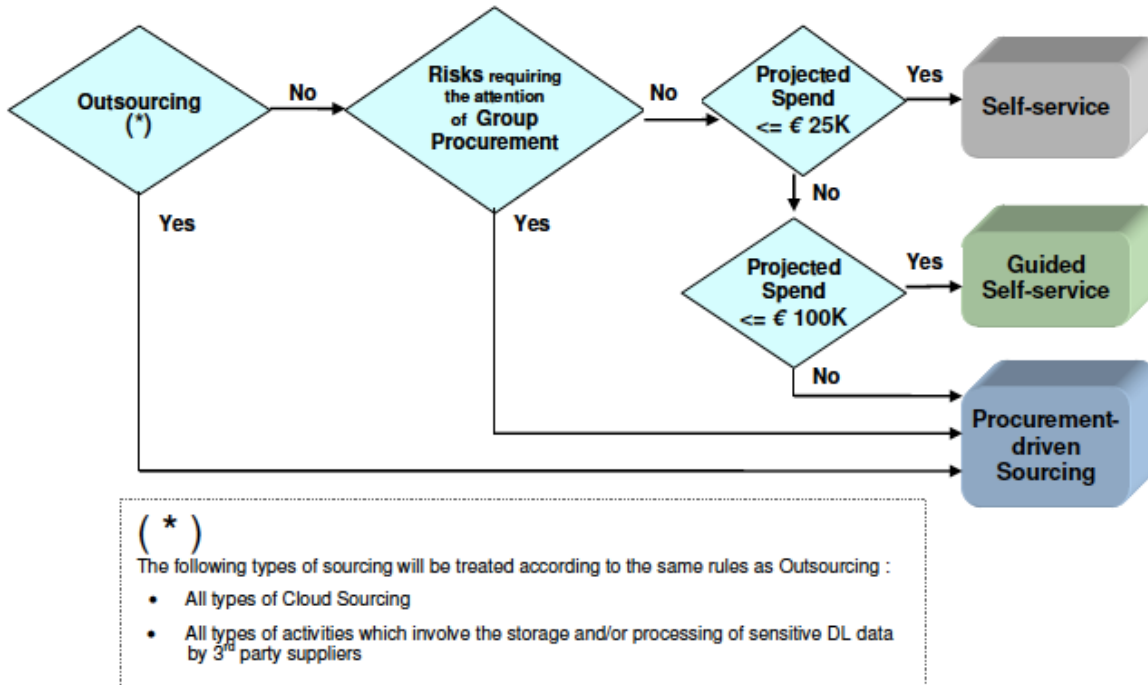 Outsourcing
(*)
No
Yes
Risks requiring
the attention
of Group
Procurement
No
Yes
Projected
Spend
<= € 25K
Yes
Self-service
No
Projected
Spend
<= € 100K
Yes
Guided
Self-service
No
Procurement-
driven
Sourcing
( * )
The following types of sourcing will be treated according to the same rules as Outsourcing :
• All types of Cloud Sourcing
• All types of activities which involve the storage and/or processing of sensitive DL data
by 3rd party suppliers